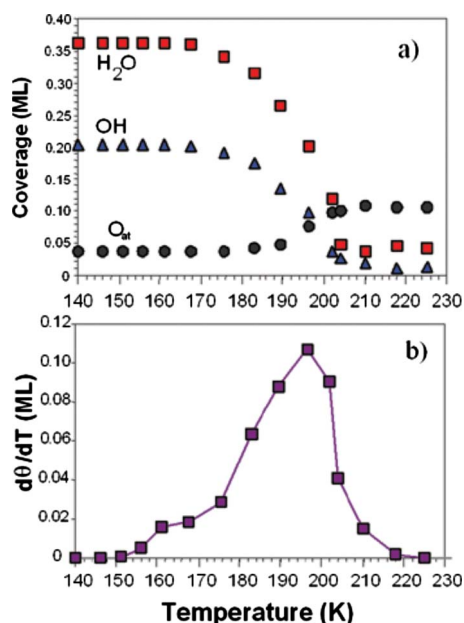 0.40
0.35
0.30
0.20
0.15
0.10
0.05
0
Coverage (ML)
H2O
OH
Oat
a)
140 150 160 170 180 190 200 210 220 230
0.12
0.10
0.08
0.06
0.04
0.02
0
dθ/dT (ML)
b)
140 150 160 170 180 190 200 210 220 230
Temperature (K)